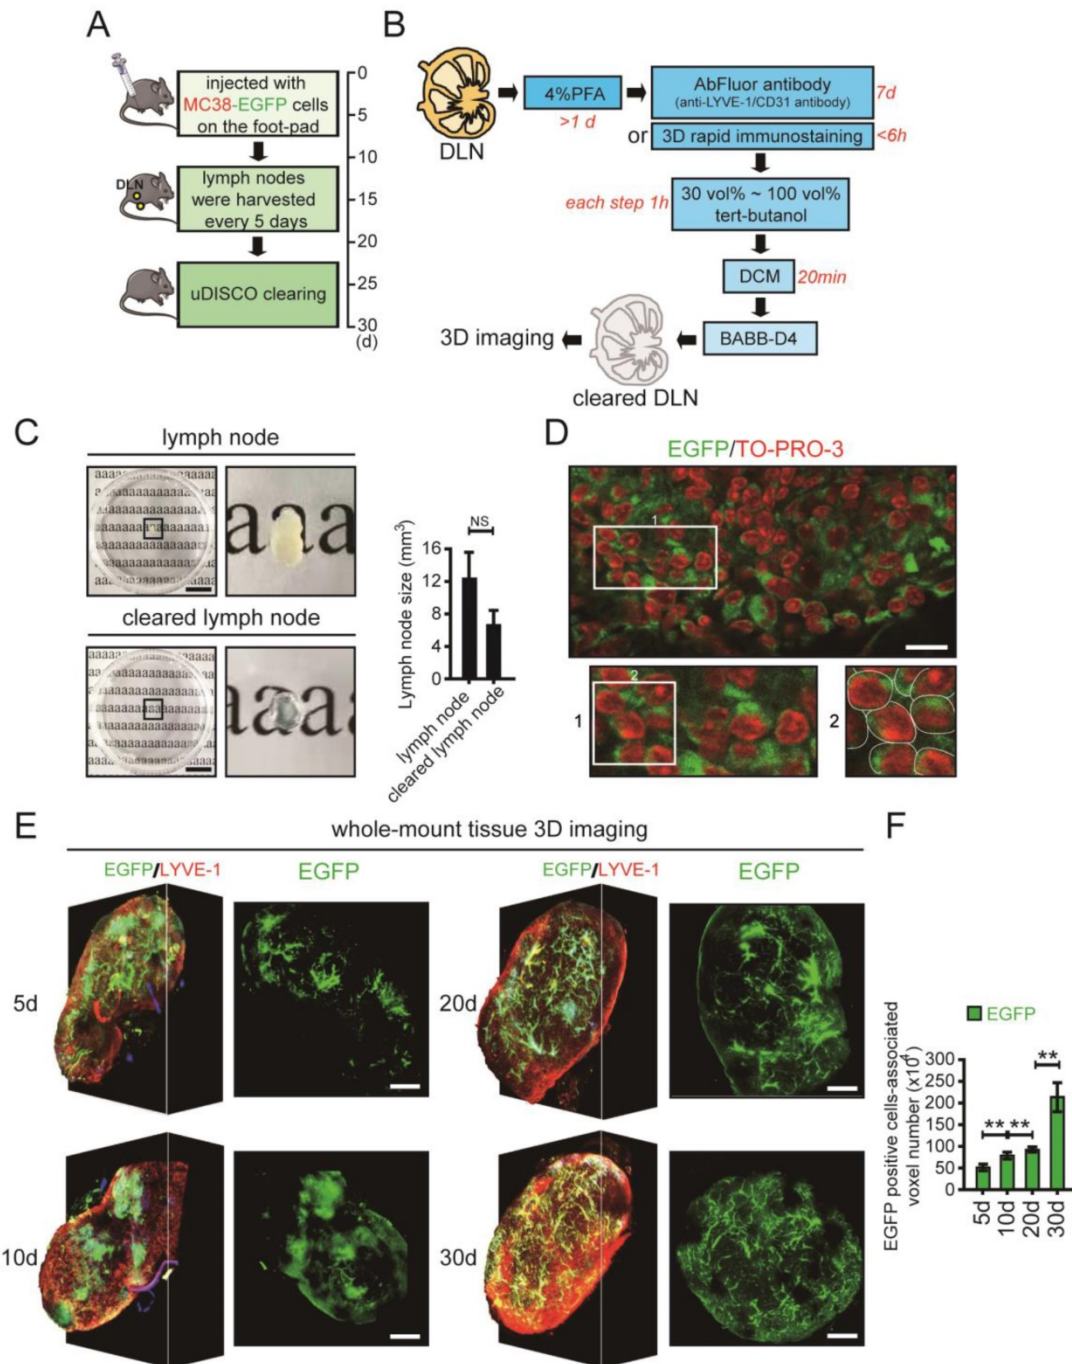 A
injected with
MC38-EGFP cells
on the foot-pad
DLN
lymph nodes
were harvested
every 5 days
uDISCO clearing
0
5
10
15
20
25
30
(d)
B
DLN
4%PFA
>1 d
AbFluor antibody
(anti-LYVE-1/CD31 antibody)
7d
or
3D rapid immunostaining
<6h
each step 1h
30 vol% ~ 100 vol%
tert-butanol
DCM
20min
BABB-D4
cleared DLN
3D imaging
C
lymph node
aaa
cleared lymph node
aaaa
Lymph node size (mm³)
16
12
8
4
0
NS
lymph node
cleared lymph node
D
EGFP/TO-PRO-3
1
1
2
2
E
whole-mount tissue 3D imaging
EGFP/LYVE-1
EGFP
EGFP/LYVE-1
EGFP
5d
20d
10d
30d
F
EGFP
EGFP positive cells-associated
voxel number (x10⁴)
300
250
200
150
100
50
0
**
**
**
5d
10d
20d
30d